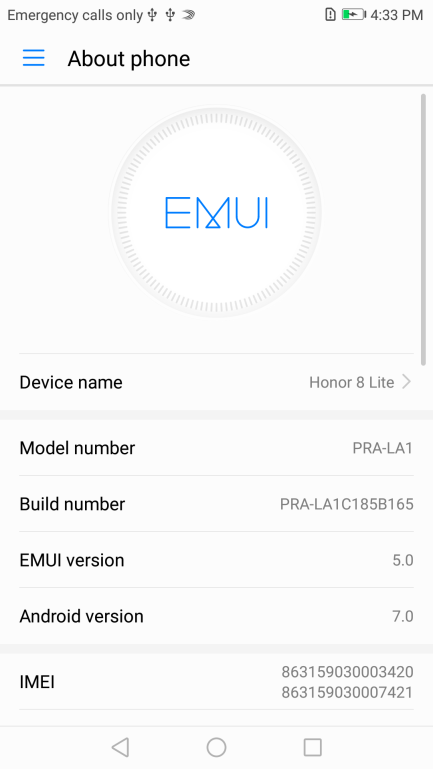 Emergency calls only 4:33 PM
About phone
EMUI
Device name Honor 8 Lite
Model number PRA-LA1
Build number PRA-LA1C185B165
EMUI version 5.0
Android version 7.0
IMEI 863159030003420
863159030007421